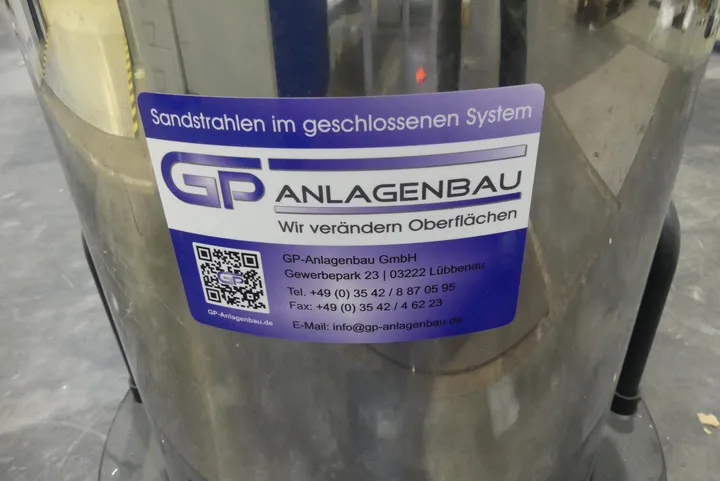 Sandstrahlen im geschlossenen System
GP ANLAGENBAU
Wir verändern Oberflächen
GP-Anlagenbau GmbH
Gewerbepark 23 | 03222 Lübbenau
Tel. +49 (0) 35 42 / 8 87 05 95
Fax: +49 (0) 35 42 / 4 62 23
E-Mail: info@gp-anlagenbau.de
GP
GP-Anlagenbau.de